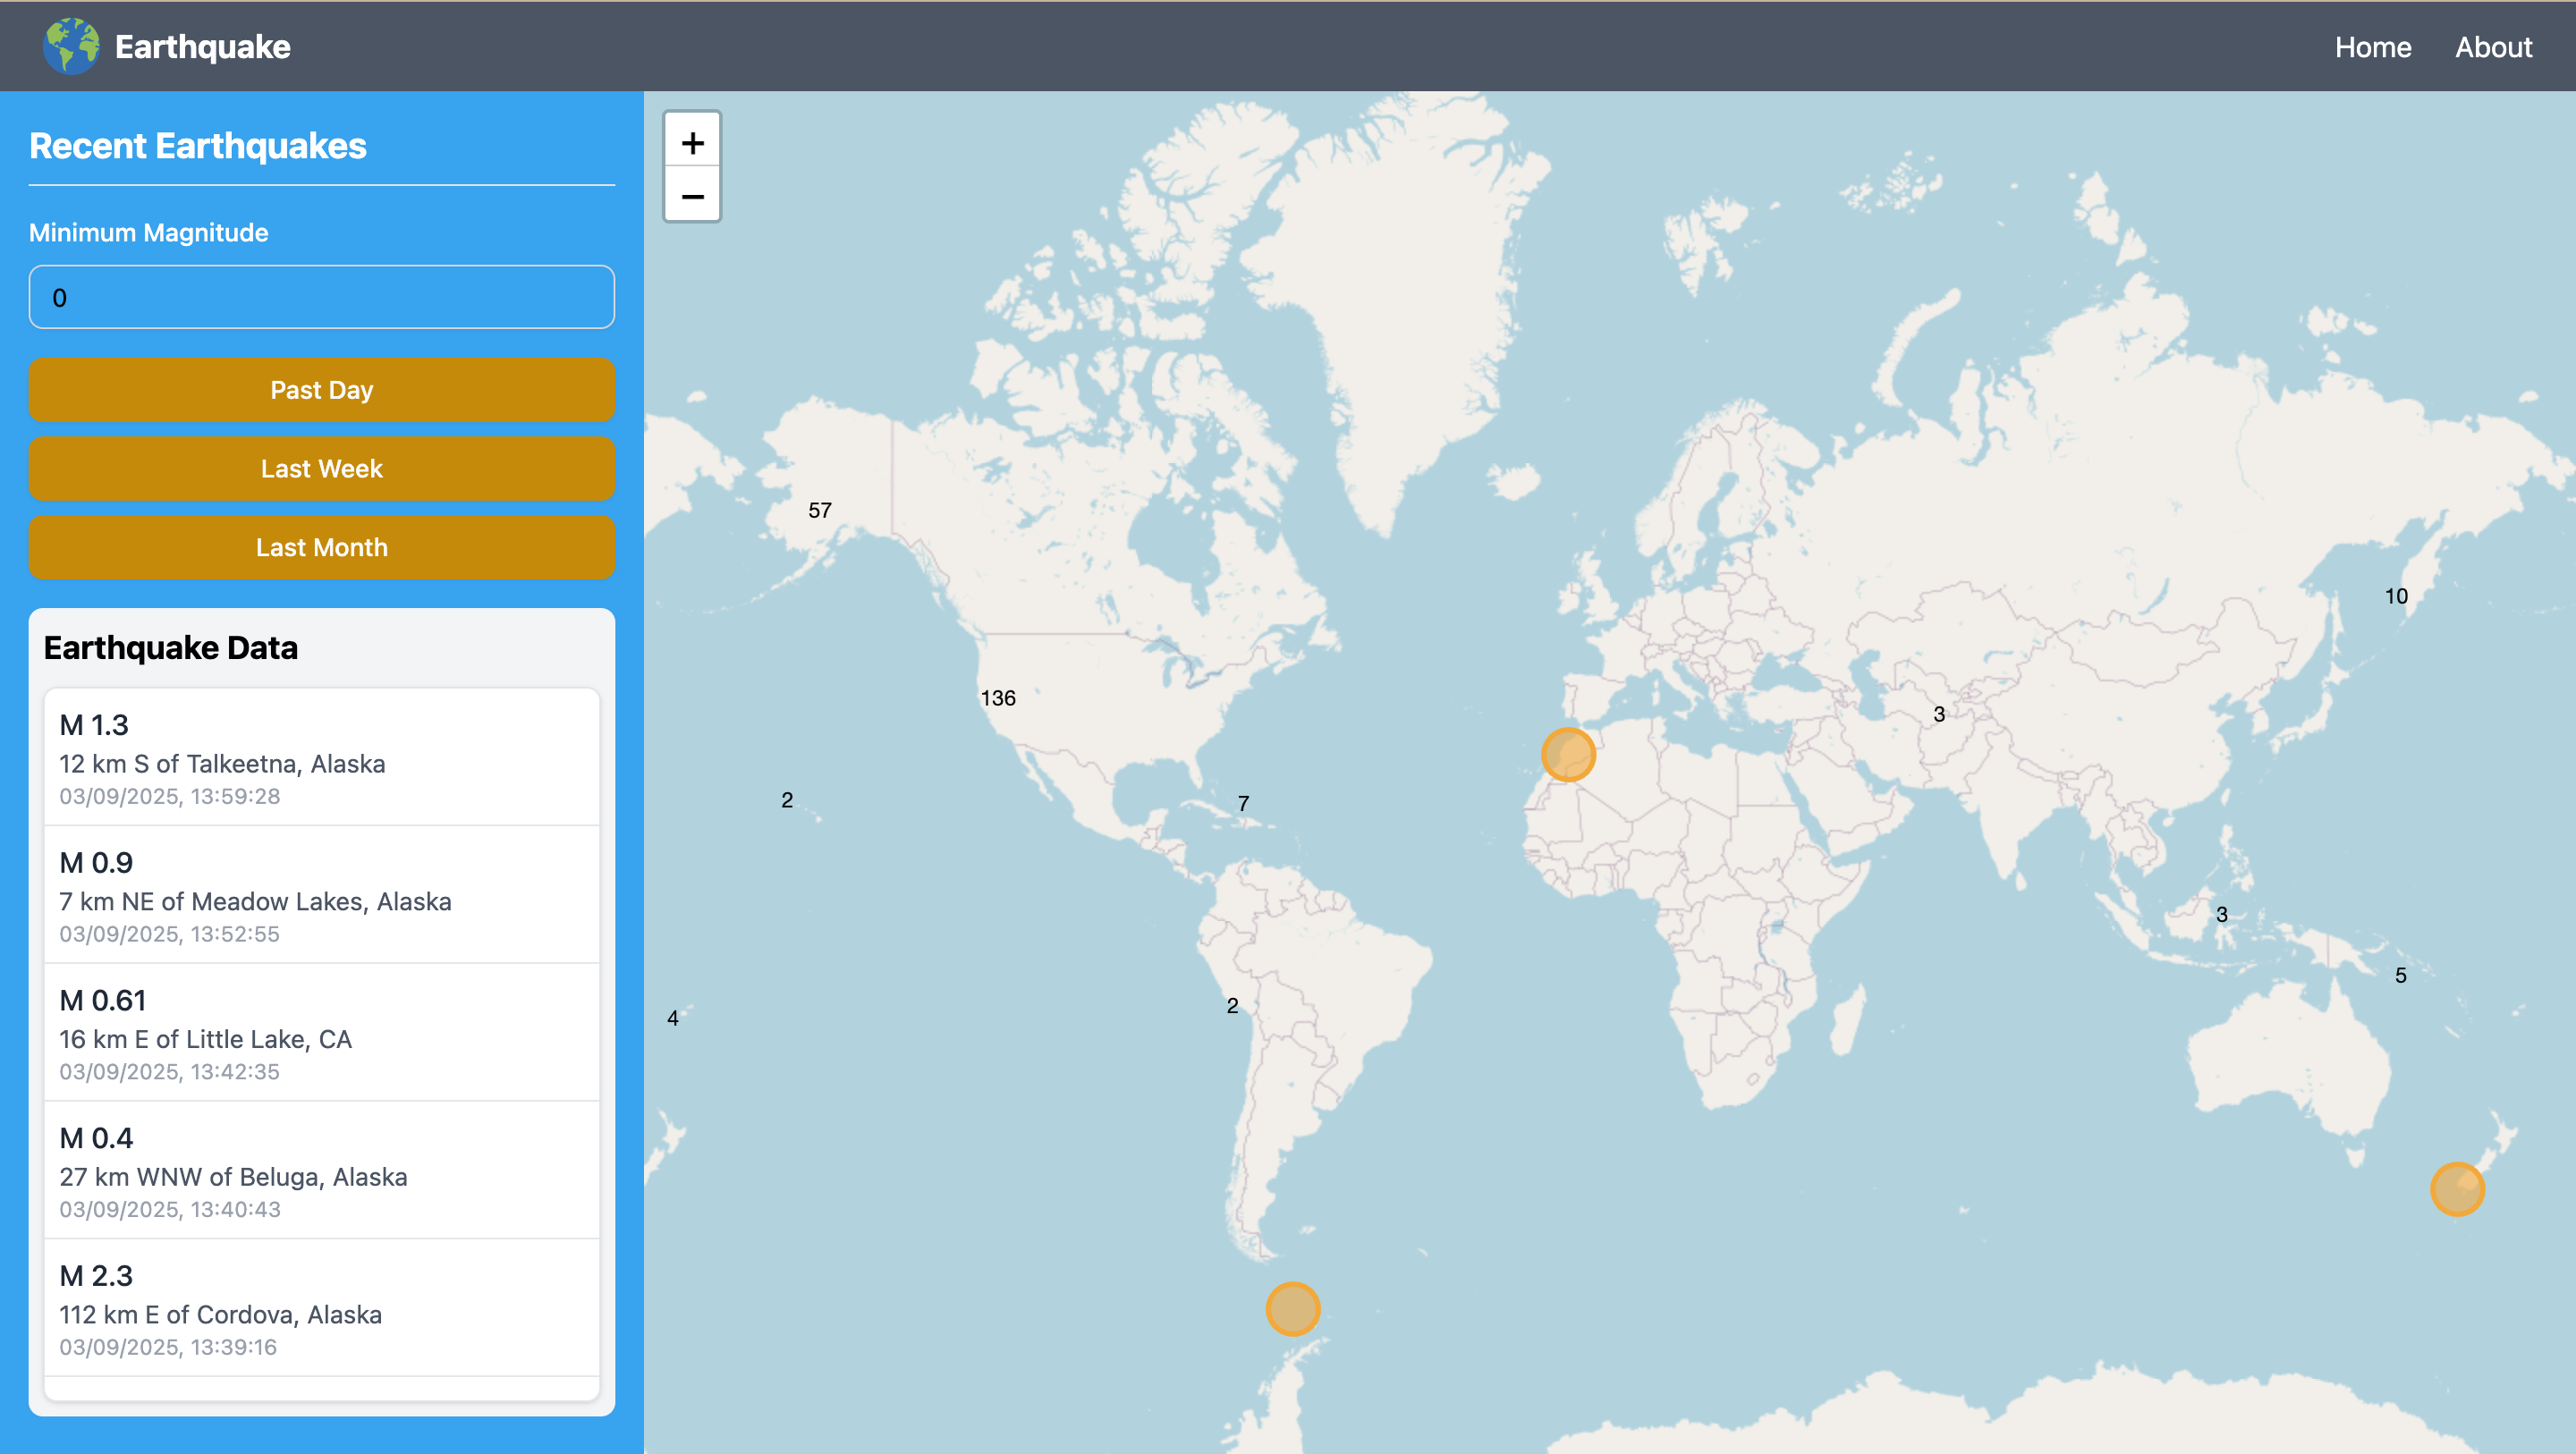 Earthquake
Home
About
Recent Earthquakes
Minimum Magnitude
0
Past Day
Last Week
Last Month
Earthquake Data
M 1.3
12 km S of Talkeetna, Alaska
03/09/2025, 13:59:28
M 0.9
7 km NE of Meadow Lakes, Alaska
03/09/2025, 13:52:55
M 0.61
16 km E of Little Lake, CA
03/09/2025, 13:42:35
M 0.4
27 km WNW of Beluga, Alaska
03/09/2025, 13:40:43
M 2.3
112 km E of Cordova, Alaska
03/09/2025, 13:39:16
+
−
57
10
136
3
2
7
3
5
2
4